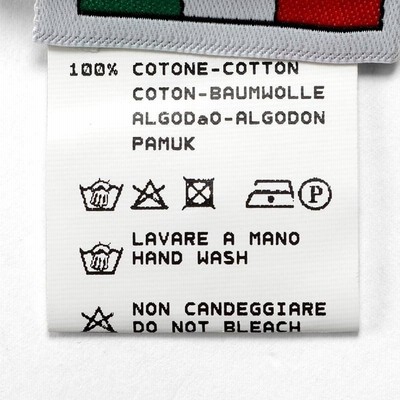 100% COTONE-COTTON
COTON-BAUMWOLLE
ALGODaO-ALGODON
PAMUK
P
LAVARE A MANO
HAND WASH
NON CANDEGGIARE
DO NOT BLEACH